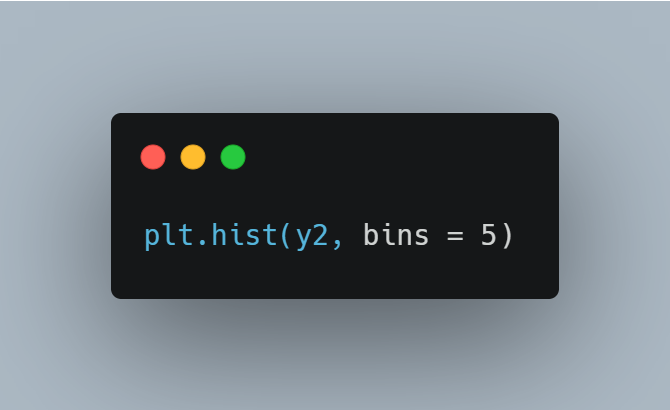 plt.hist(y2, bins = 5)